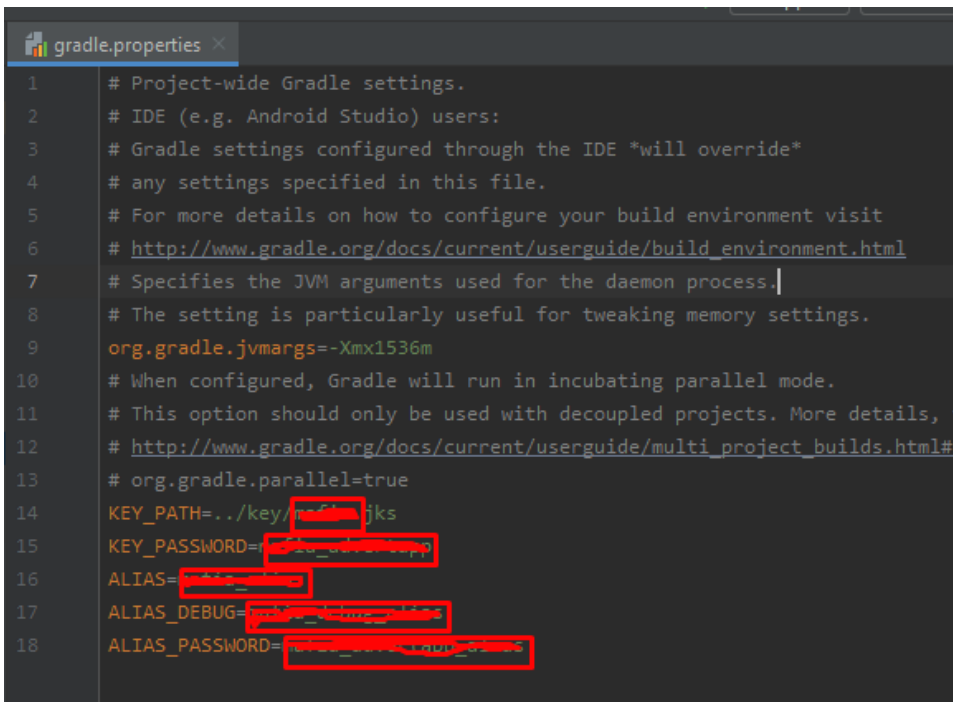 gradle.properties
1 # Project-wide Gradle settings.
2 # IDE (e.g. Android Studio) users:
3 # Gradle settings configured through the IDE *will override*
4 # any settings specified in this file.
5 # For more details on how to configure your build environment visit
6 # http://www.gradle.org/docs/current/userguide/build_environment.html
7 # Specifies the JVM arguments used for the daemon process.
8 # The setting is particularly useful for tweaking memory settings.
9 org.gradle.jvmargs=-Xmx1536m
10 # When configured, Gradle will run in incubating parallel mode.
11 # This option should only be used with decoupled projects. More details,
12 # http://www.gradle.org/docs/current/userguide/multi_project_builds.html#
13 # org.gradle.parallel=true
14 KEY_PATH=../key/ jks
15 KEY_PASSWORD=
16 ALIAS=
17 ALIAS_DEBUG=
18 ALIAS_PASSWORD=